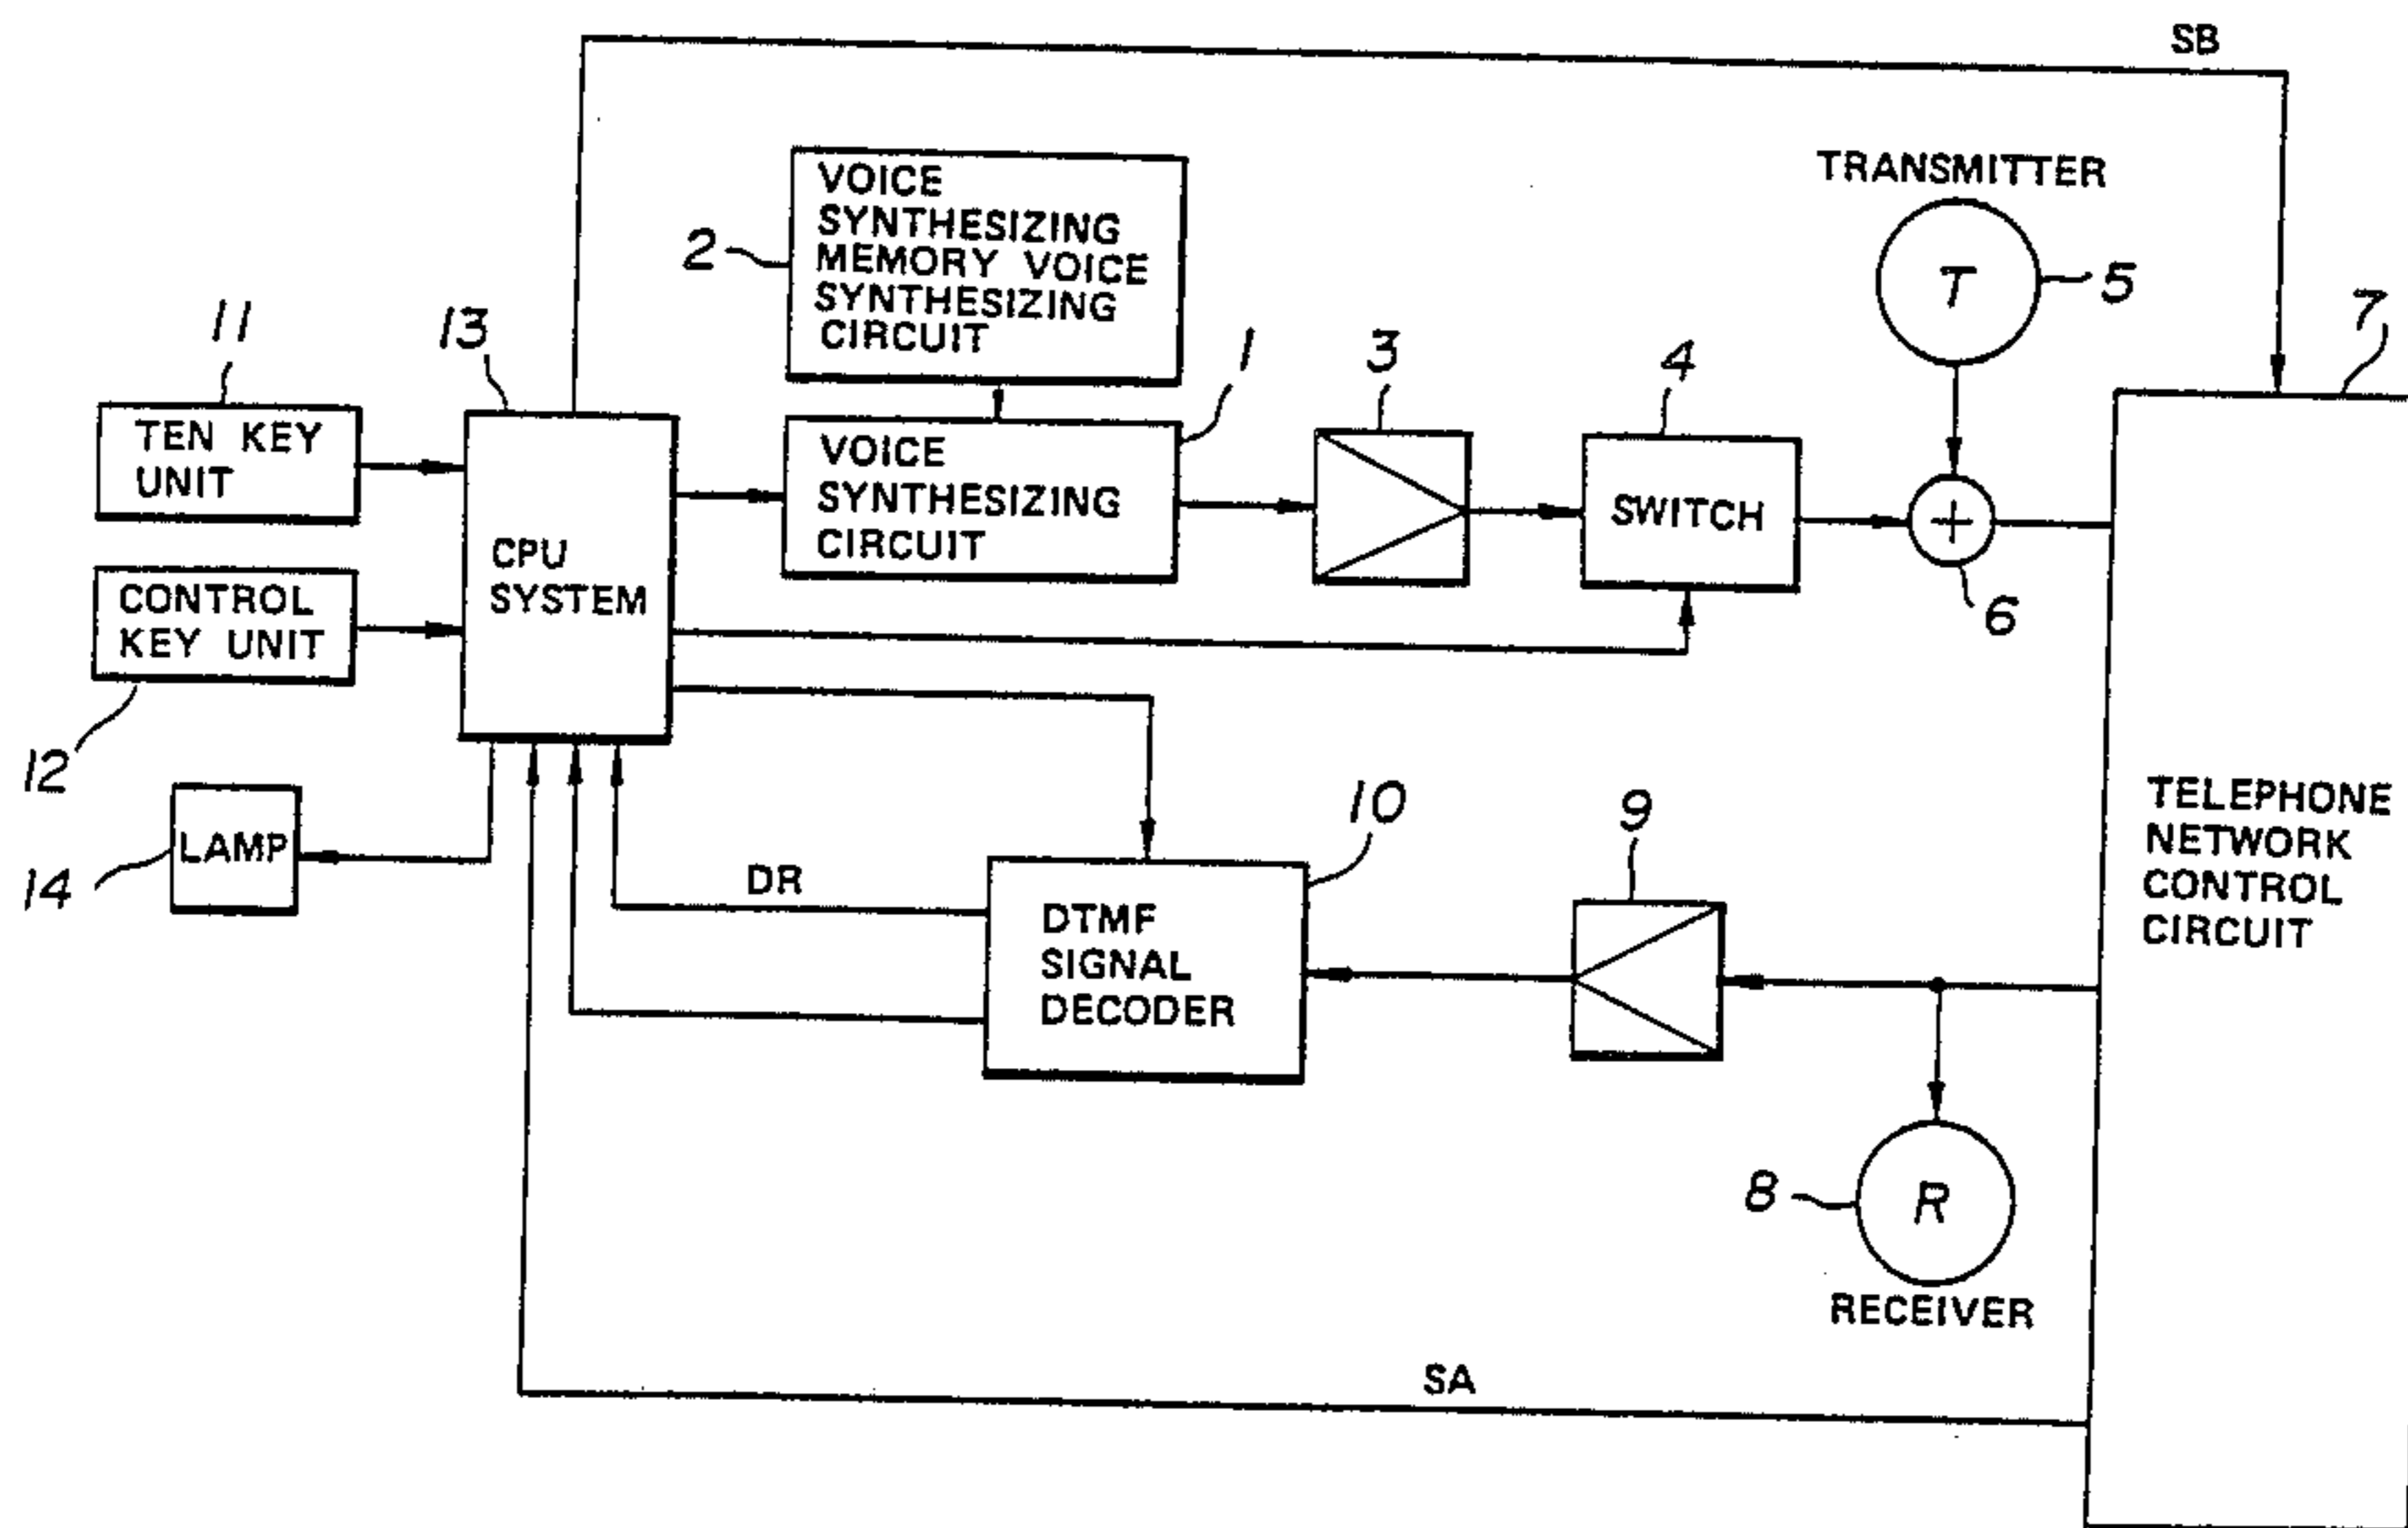 SB
TRANSMITTER
VOICE
SYNTHESIZING
MEMORY VOICE
SYNTHESIZING
CIRCUIT
2
T
5
7
11
13
1
3
4
TEN KEY
UNIT
VOICE
SYNTHESIZING
CIRCUIT
SWITCH
+
6
CPU
SYSTEM
CONTROL
KEY UNIT
12
LAMP
14
10
9
TELEPHONE
NETWORK
CONTROL
CIRCUIT
DR
DTMF
SIGNAL
DECODER
8
R
RECEIVER
SA